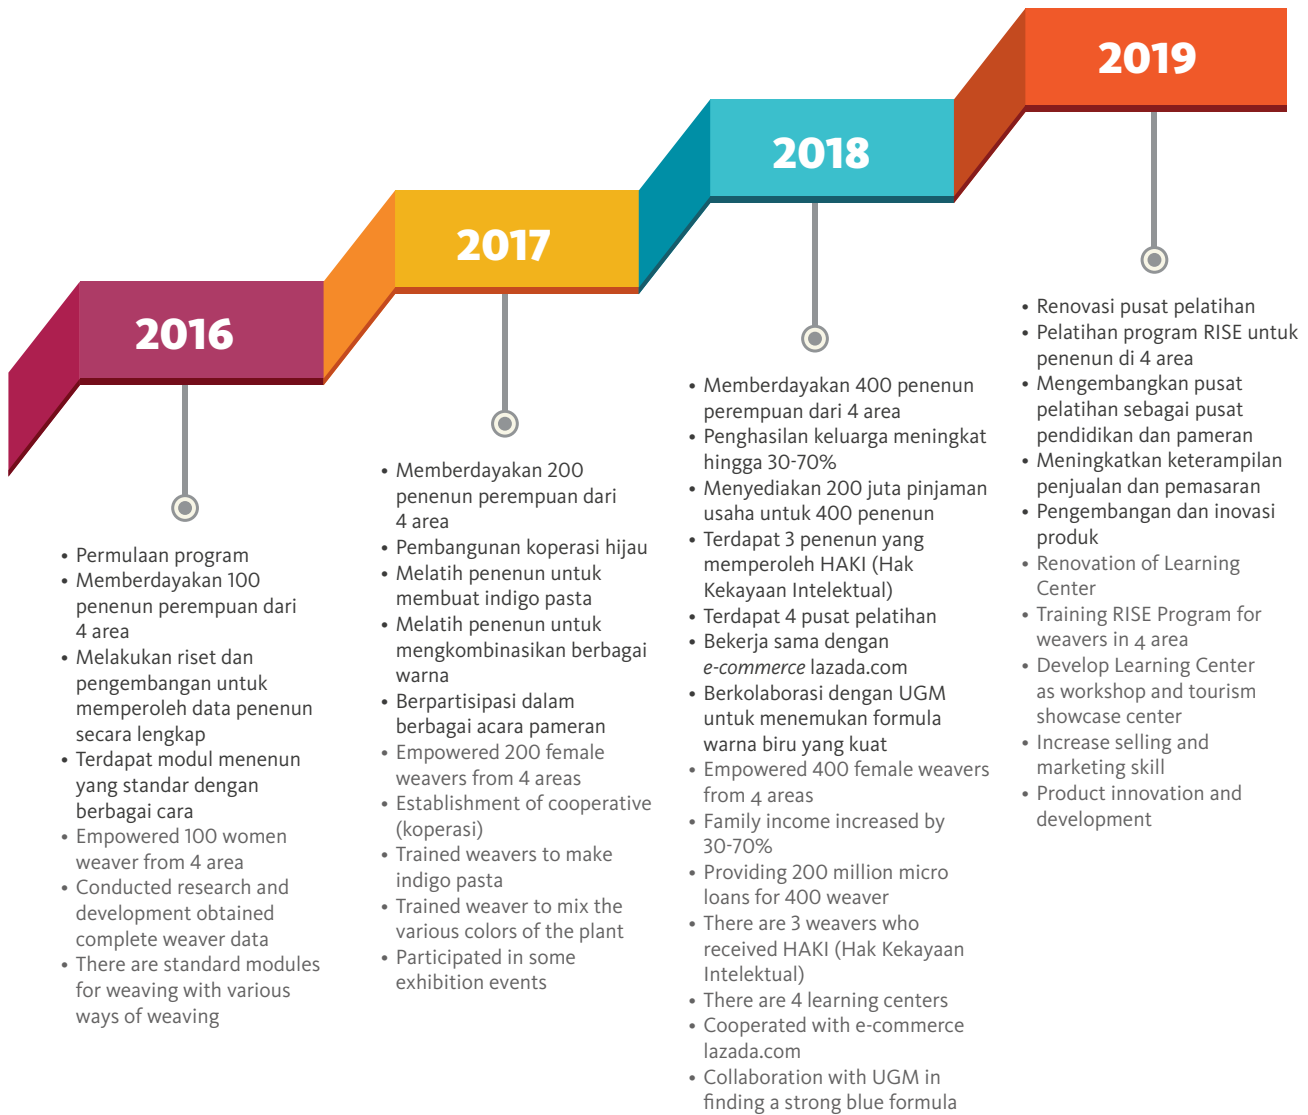 2016
• Permulaan program
• Memberdayakan 100
penenun perempuan dari
4 area
• Melakukan riset dan
pengembangan untuk
memperoleh data penenun
secara lengkap
• Terdapat modul menenun
yang standar dengan
berbagai cara
• Empowered 100 women
weaver from 4 area
• Conducted research and
development obtained
complete weaver data
• There are standard modules
for weaving with various
ways of weaving
2017
• Memberdayakan 200
penenun perempuan dari
4 area
• Pembangunan koperasi hijau
• Melatih penenun untuk
membuat indigo pasta
• Melatih penenun untuk
mengkombinasikan berbagai
warna
• Berpartisipasi dalam
berbagai acara pameran
• Empowered 200 female
weavers from 4 areas
• Establishment of cooperative
(koperasi)
• Trained weavers to make
indigo pasta
• Trained weaver to mix the
various colors of the plant
• Participated in some
exhibition events
2018
• Memberdayakan 400 penenun
perempuan dari 4 area
• Penghasilan keluarga meningkat
hingga 30-70%
• Menyediakan 200 juta pinjaman
usaha untuk 400 penenun
• Terdapat 3 penenun yang
memperoleh HAKI (Hak
Kekayaan Intelektual)
• Terdapat 4 pusat pelatihan
• Bekerja sama dengan
e-commerce lazada.com
• Berkolaborasi dengan UGM
untuk menemukan formula
warna biru yang kuat
• Empowered 400 female weavers
from 4 areas
• Family income increased by
30-70%
• Providing 200 million micro
loans for 400 weaver
• There are 3 weavers who
received HAKI (Hak Kekayaan
Intelektual)
• There are 4 learning centers
• Cooperated with e-commerce
lazada.com
• Collaboration with UGM in
finding a strong blue formula
2019
• Renovasi pusat pelatihan
• Pelatihan program RISE untuk
penenun di 4 area
• Mengembangkan pusat
pelatihan sebagai pusat
pendidikan dan pameran
• Meningkatkan keterampilan
penjualan dan pemasaran
• Pengembangan dan inovasi
produk
• Renovation of Learning
Center
• Training RISE Program for
weavers in 4 area
• Develop Learning Center
as workshop and tourism
showcase center
• Increase selling and
marketing skill
• Product innovation and
development